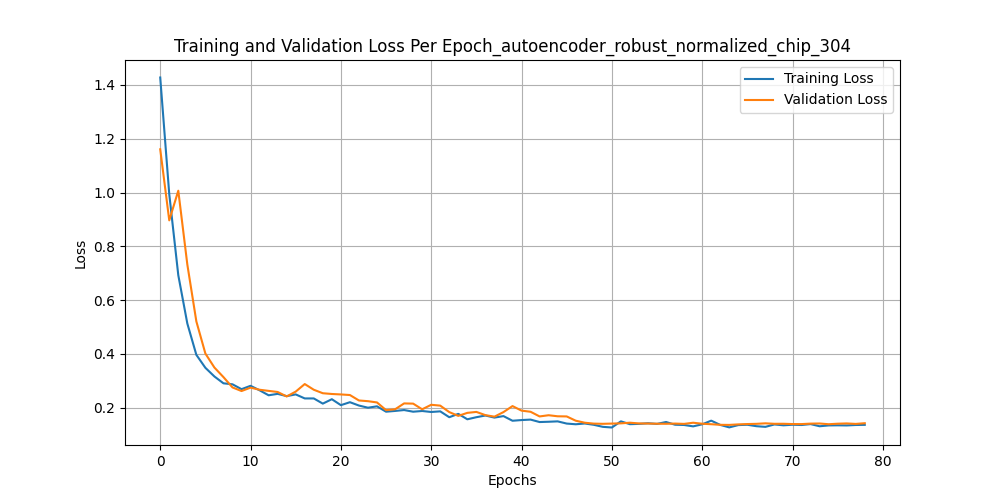 Training and Validation Loss Per Epoch_autoencoder_robust_normalized_chip_304
Training Loss
Validation Loss
1.4
1.2
1.0
0.8
0.6
0.4
0.2
Loss
0 10 20 30 40 50 60 70 80
Epochs